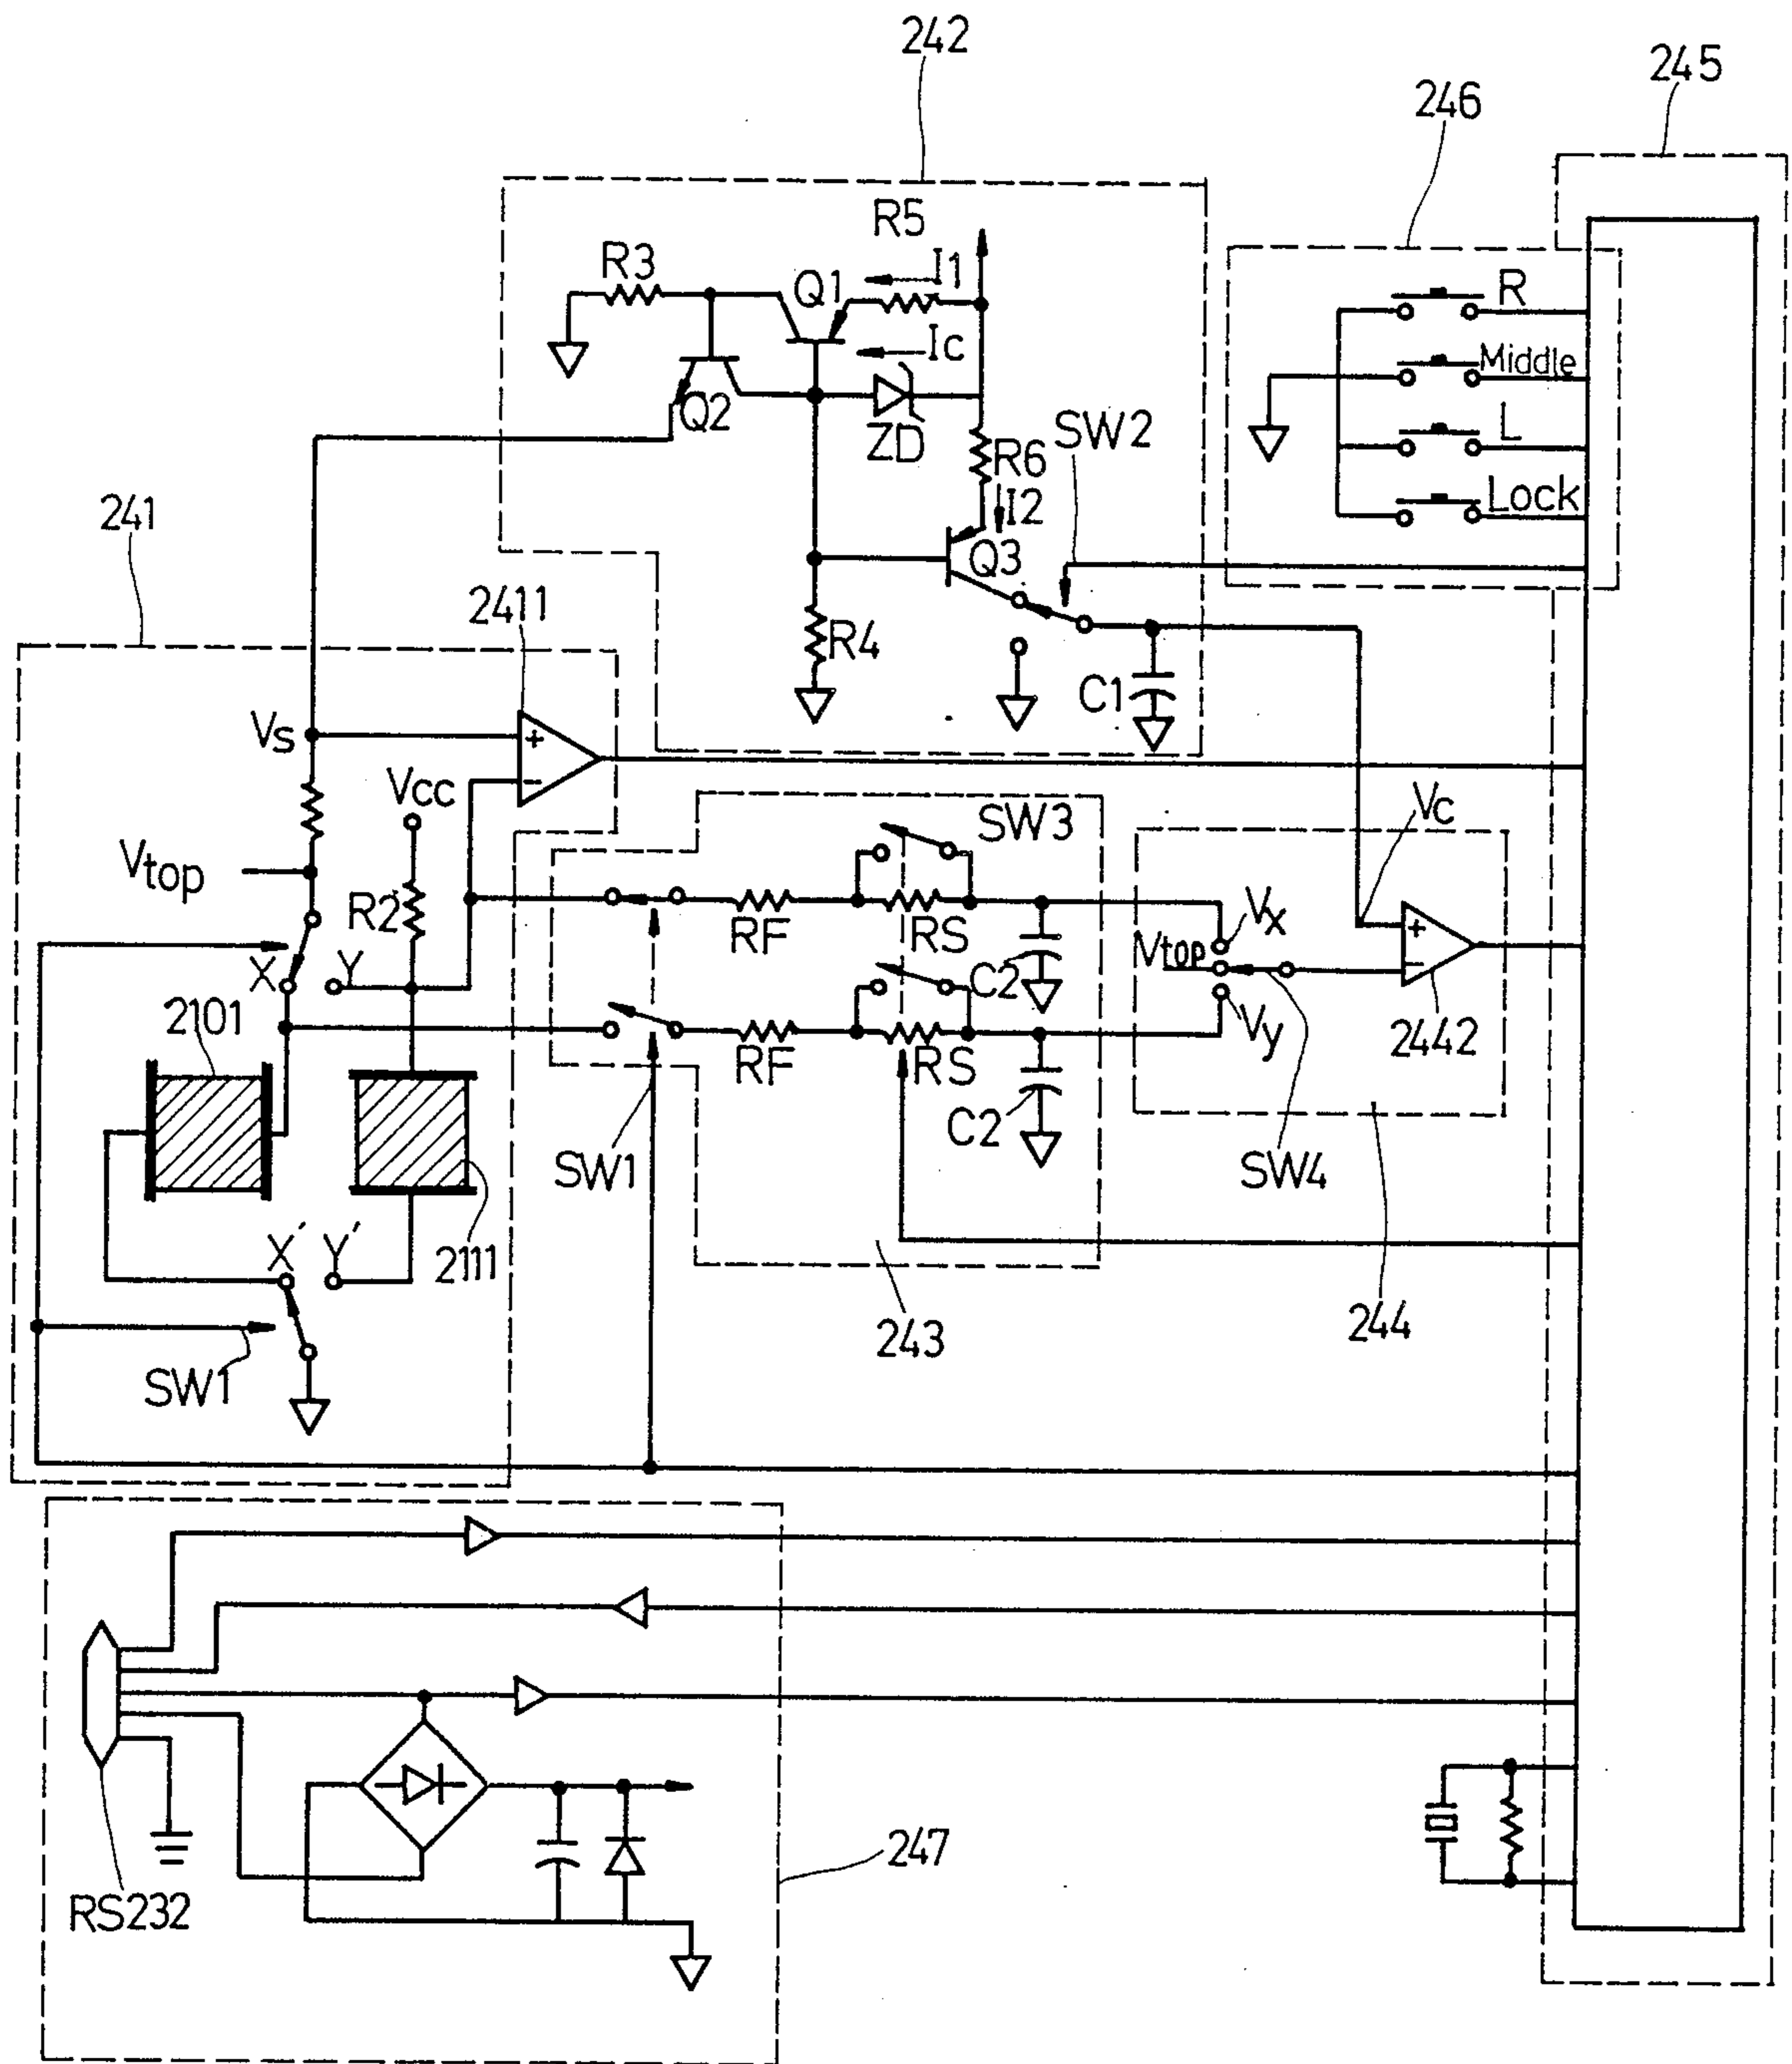 242
245
246
R5
R3
Q1
I1
R
Ic
Middle
Q2
ZD
SW2
L
R6
Lock
241
I2
Q3
2411
R4
C1
Vs
+
-
Vcc
SW3
Vc
Vtop
R2
RF
RS
Vx
Vtop
+
-
X
Y
C2
2101
RF
RS
Vy
2442
C2
SW1
SW4
X'
Y'
2111
243
244
SW1
247
RS232